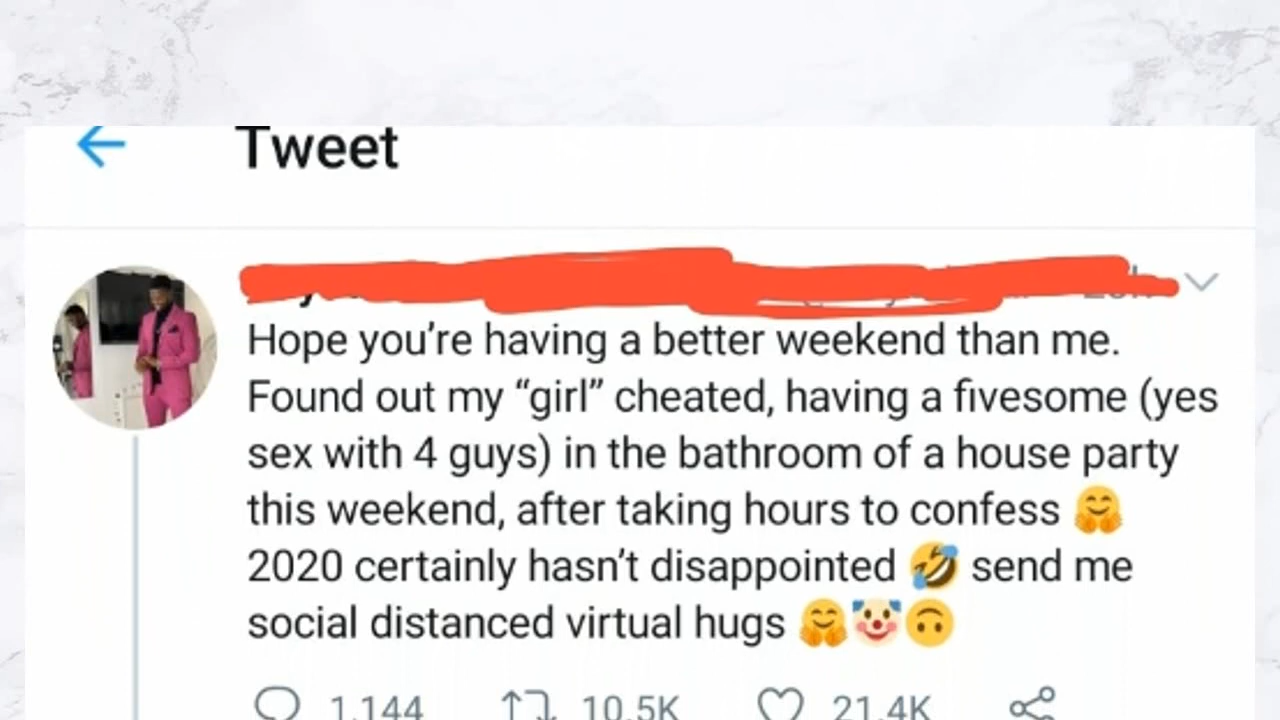 Tweet
Hope you’re having a better weekend than me.
Found out my “girl” cheated, having a fivesome (yes
sex with 4 guys) in the bathroom of a house party
this weekend, after taking hours to confess 🤗
2020 certainly hasn’t disappointed 🤣 send me
social distanced virtual hugs 🤗🤡🙃
1,144 10.5K 21.4K